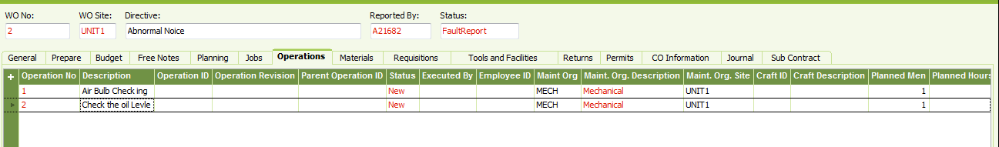 WO No: WO Site: Directive: Reported By: Status:
2 UNIT1 Abnormal Noice A21682 FaultReport
General Prepare Budget Free Notes Planning Jobs Operations Materials Requisitions Tools and Facilities Returns Permits CO Information Journal Sub Contract
+ Operation No Description Operation ID Operation Revision Parent Operation ID Status Executed By Employee ID Maint Org Maint. Org. Description Maint. Org. Site Craft ID Craft Description Planned Men Planned Hours
1 Air Bulb Check ing New MECH Mechanical UNIT1 1
2 Check the oil Levle New MECH Mechanical UNIT1 1